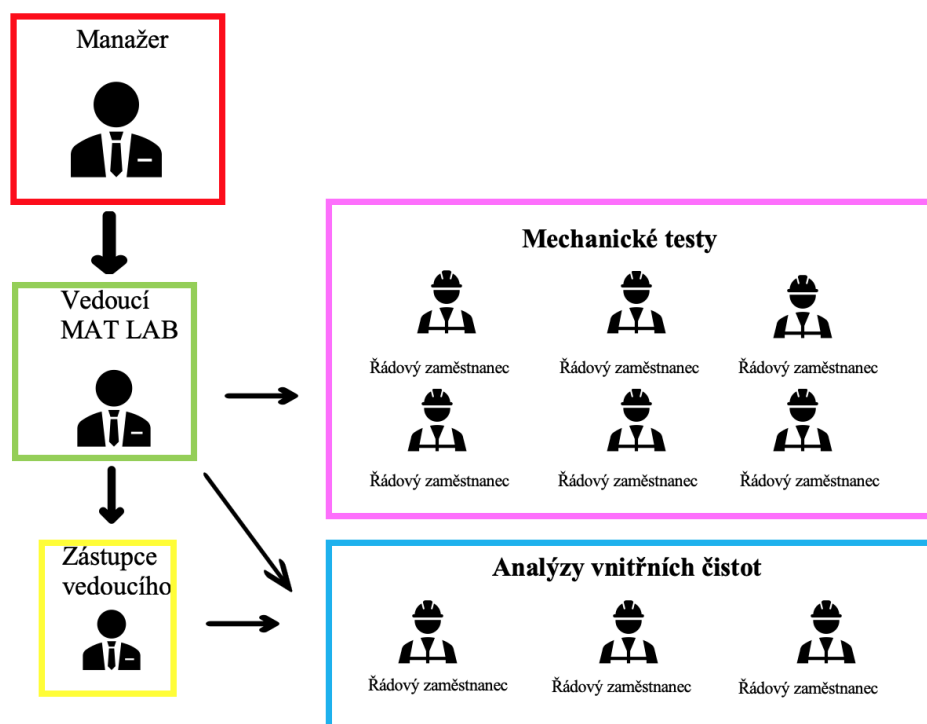 Manažer
Vedoucí
MAT LAB
Zástupce
vedoucího
Mechanické testy
Řádový zaměstnanec
Řádový zaměstnanec
Řádový zaměstnanec
Řádový zaměstnanec
Řádový zaměstnanec
Řádový zaměstnanec
Analýzy vnitřních čistot
Řádový zaměstnanec
Řádový zaměstnanec
Řádový zaměstnanec